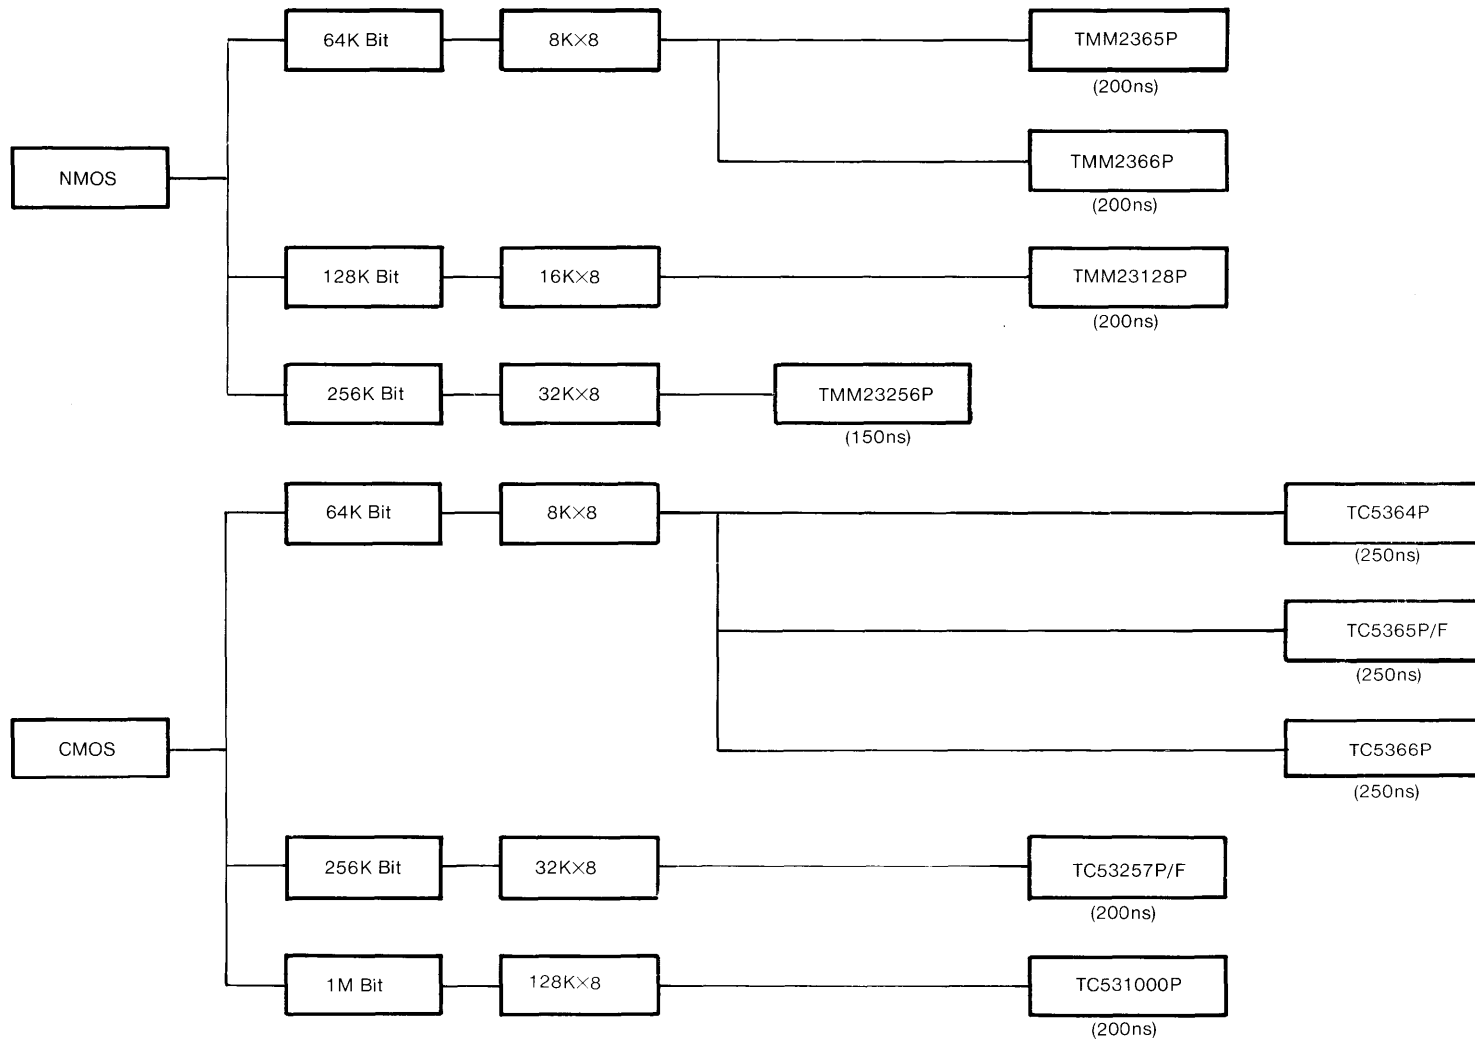 64K Bit
8K×8
TMM2365P
(200ns)
TMM2366P
(200ns)
NMOS
128K Bit
16K×8
TMM23128P
(200ns)
256K Bit
32K×8
TMM23256P
(150ns)
64K Bit
8K×8
TC5364P
(250ns)
TC5365P/F
(250ns)
CMOS
TC5366P
(250ns)
256K Bit
32K×8
TC53257P/F
(200ns)
1M Bit
128K×8
TC531000P
(200ns)